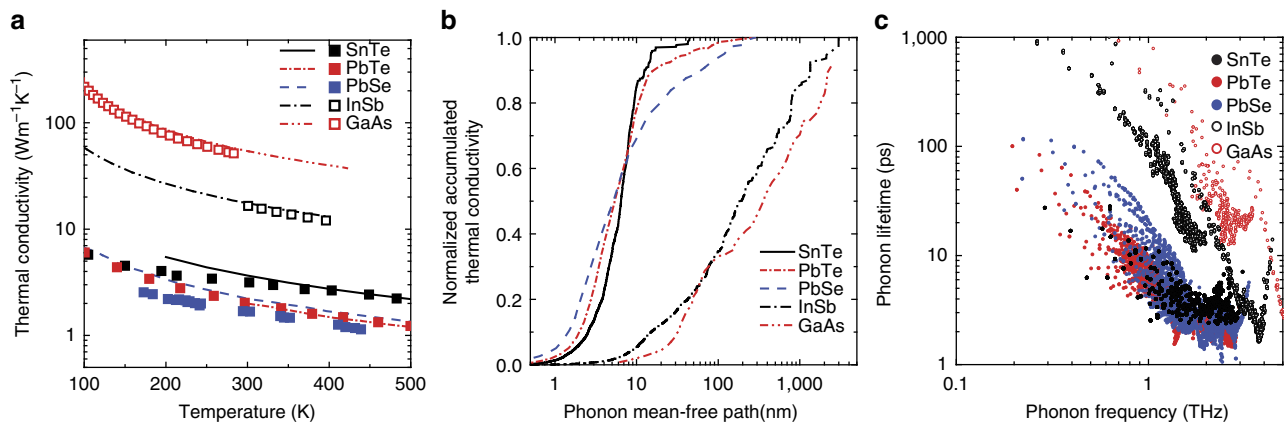 a
Thermal conductivity (Wm⁻¹K⁻¹)
100
10
1
100 200 300 400 500
Temperature (K)
SnTe
PbTe
PbSe
InSb
GaAs
b
Normalized accumulated
thermal conductivity
1.0
0.8
0.6
0.4
0.2
0.0
1 10 100 1,000
Phonon mean-free path(nm)
SnTe
PbTe
PbSe
InSb
GaAs
c
Phonon lifetime (ps)
1,000
100
10
1
0.1 1
Phonon frequency (THz)
SnTe
PbTe
PbSe
InSb
GaAs